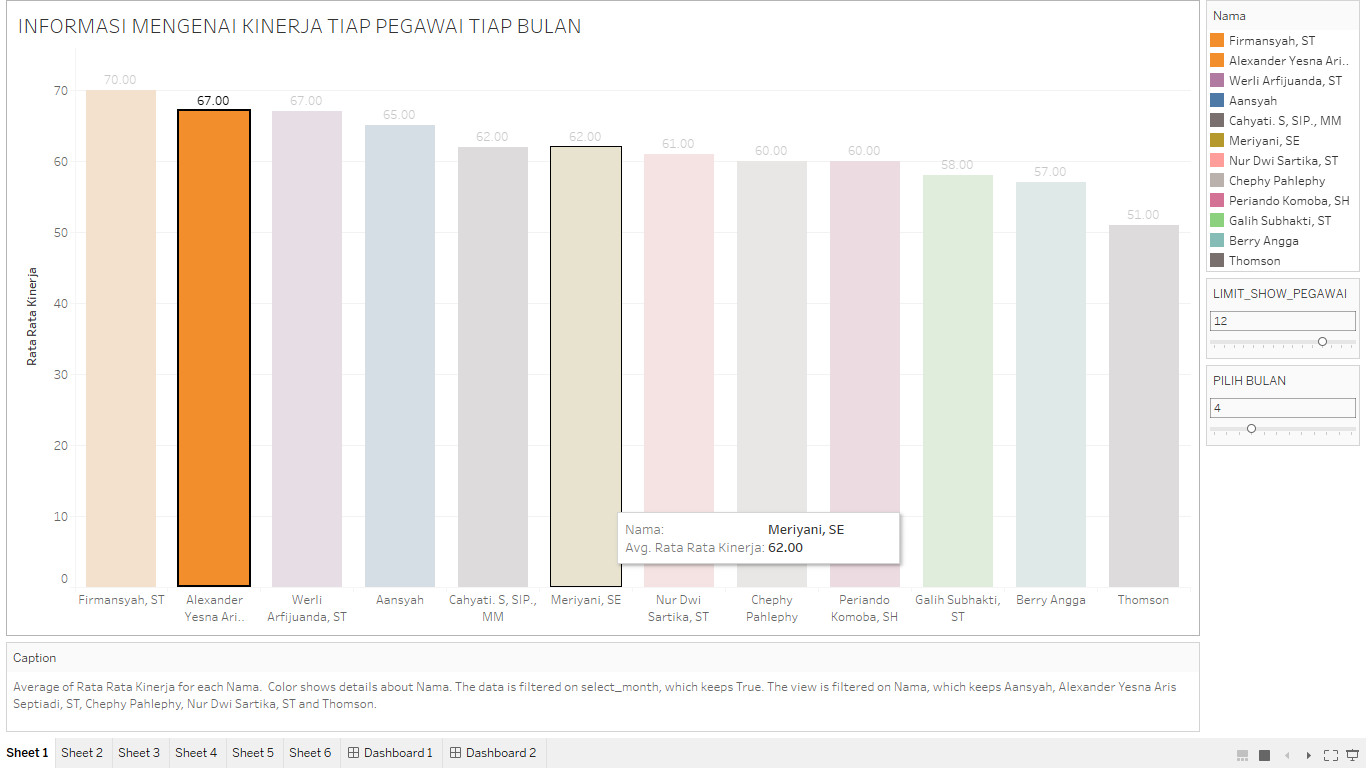 INFORMASI MENGENAI KINERJA TIAP PEGAWAI TIAP BULAN
Rata Rata Kinerja
70
60
50
40
30
20
10
0
70.00
67.00
67.00
65.00
62.00
62.00
61.00
60.00
60.00
58.00
57.00
51.00
Nama: Meriyani, SE
Avg. Rata Rata Kinerja: 62.00
Firmansyah, ST
Alexander
Yesna Ari..
Werli
Arfijuanda, ST
Aansyah
Cahyati. S, SIP.,
MM
Meriyani, SE
Nur Dwi
Sartika, ST
Chephy
Pahlephy
Periando
Komoba, SH
Galih Subhakti,
ST
Berry Angga
Thomson
Nama
Firmansyah, ST
Alexander Yesna Ari..
Werli Arfijuanda, ST
Aansyah
Cahyati. S, SIP., MM
Meriyani, SE
Nur Dwi Sartika, ST
Chephy Pahlephy
Periando Komoba, SH
Galih Subhakti, ST
Berry Angga
Thomson
LIMIT_SHOW_PEGAWAI
12
PILIH BULAN
4
Caption
Average of Rata Rata Kinerja for each Nama.  Color shows details about Nama. The data is filtered on select_month, which keeps True. The view is filtered on Nama, which keeps Aansyah, Alexander Yesna Aris
Septiadi, ST, Chephy Pahlephy, Nur Dwi Sartika, ST and Thomson.
Sheet 1 Sheet 2 Sheet 3 Sheet 4 Sheet 5 Sheet 6 Dashboard 1 Dashboard 2